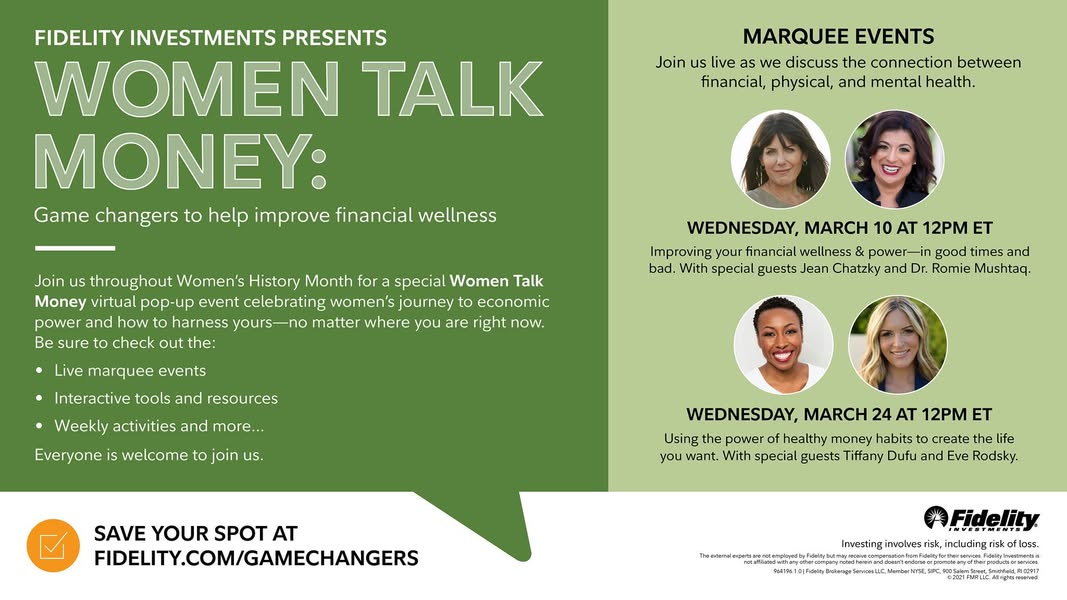 FIDELITY INVESTMENTS PRESENTS
WOMEN TALK
MONEY:
Game changers to help improve financial wellness
Join us throughout Women's History Month for a special Women Talk
Money virtual pop-up event celebrating women's journey to economic
power and how to harness yours—no matter where you are right now.
Be sure to check out the:
• Live marquee events
• Interactive tools and resources
• Weekly activities and more...
Everyone is welcome to join us.
SAVE YOUR SPOT AT
FIDELITY.COM/GAMECHANGERS
MARQUEE EVENTS
Join us live as we discuss the connection between
financial, physical, and mental health.
WEDNESDAY, MARCH 10 AT 12PM ET
Improving your financial wellness & power—in good times and
bad. With special guests Jean Chatzky and Dr. Romie Mushtaq.
WEDNESDAY, MARCH 24 AT 12PM ET
Using the power of healthy money habits to create the life
you want. With special guests Tiffany Dufu and Eve Rodsky.
Fidelity
INVESTMENTS
Investing involves risk, including risk of loss.
The external experts are not employed by Fidelity but may receive compensation from Fidelity for their services. Fidelity Investments is
not affiliated with any other company noted herein and doesn't endorse or promote any of their products or services.
964196.1.0 | Fidelity Brokerage Services LLC, Member NYSE, SIPC, 900 Salem Street, Smithfield, RI 02917
© 2021 FMR LLC. All rights reserved.